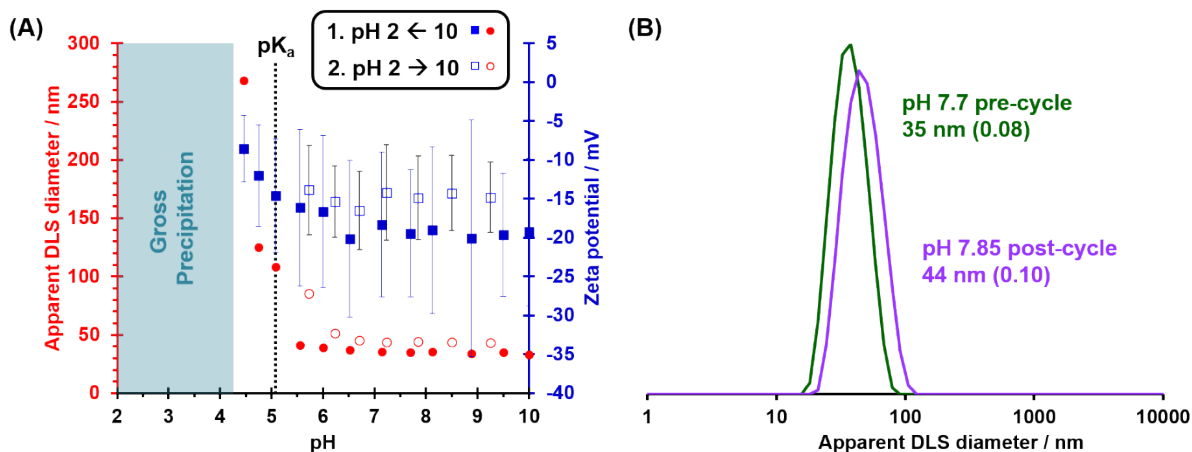 (A)
1. pH 2 ← 10
2. pH 2 → 10
pKa
Apparent DLS diameter / nm
300
250
200
150
100
50
0
Gross
Precipitation
5
0
-5
-10
-15
-20
-25
-30
-35
-40
Zeta potential / mV
2 3 4 5 6 7 8 9 10
pH
(B)
pH 7.7 pre-cycle
35 nm (0.08)
pH 7.85 post-cycle
44 nm (0.10)
1 10 100 1000 10000
Apparent DLS diameter / nm